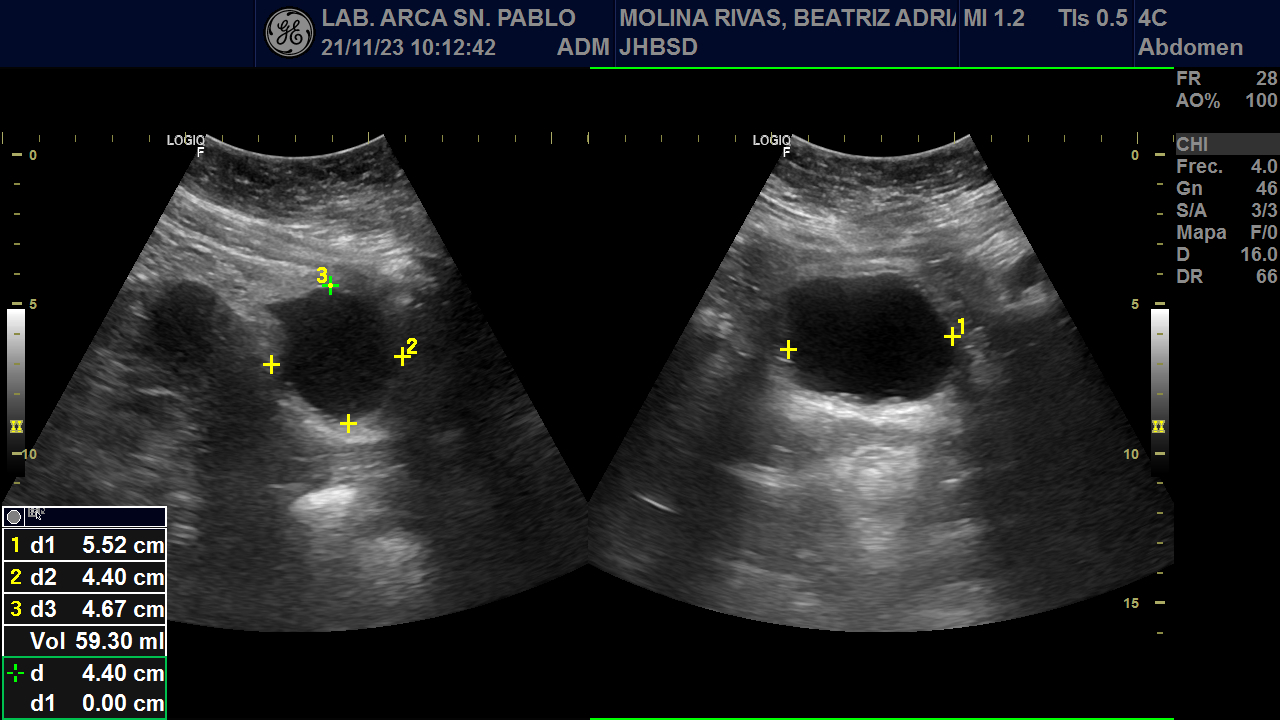 LAB. ARCA SN. PABLO
21/11/23 10:12:42 ADM
MOLINA RIVAS, BEATRIZ ADRIA
JHBSD
MI 1.2 TIs 0.5
4C
Abdomen
FR 28
AO% 100
CHI
Frec. 4.0
Gn 46
S/A 3/3
Mapa F/0
D 16.0
DR 66
LOGIQ
F
LOGIQ
F
0
5
10
0
5
10
15
3
2
1
1 d1 5.52 cm
2 d2 4.40 cm
3 d3 4.67 cm
Vol 59.30 ml
d 4.40 cm
d1 0.00 cm